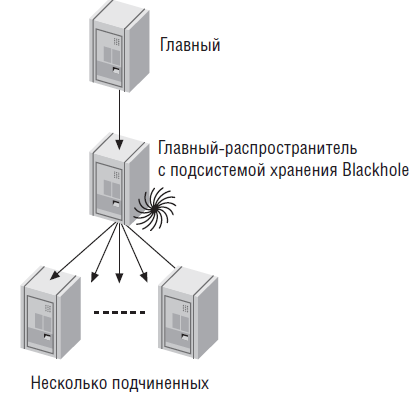 Главный
Главный-распространитель
с подсистемой хранения Blackhole
Несколько подчиненных